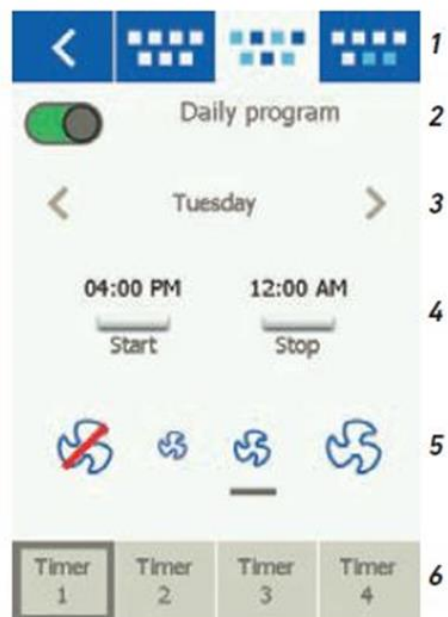 1
Daily program 2
Tuesday 3
04:00 PM 12:00 AM
4
Start Stop
5
Timer Timer Timer Timer
1 2 3 4
6